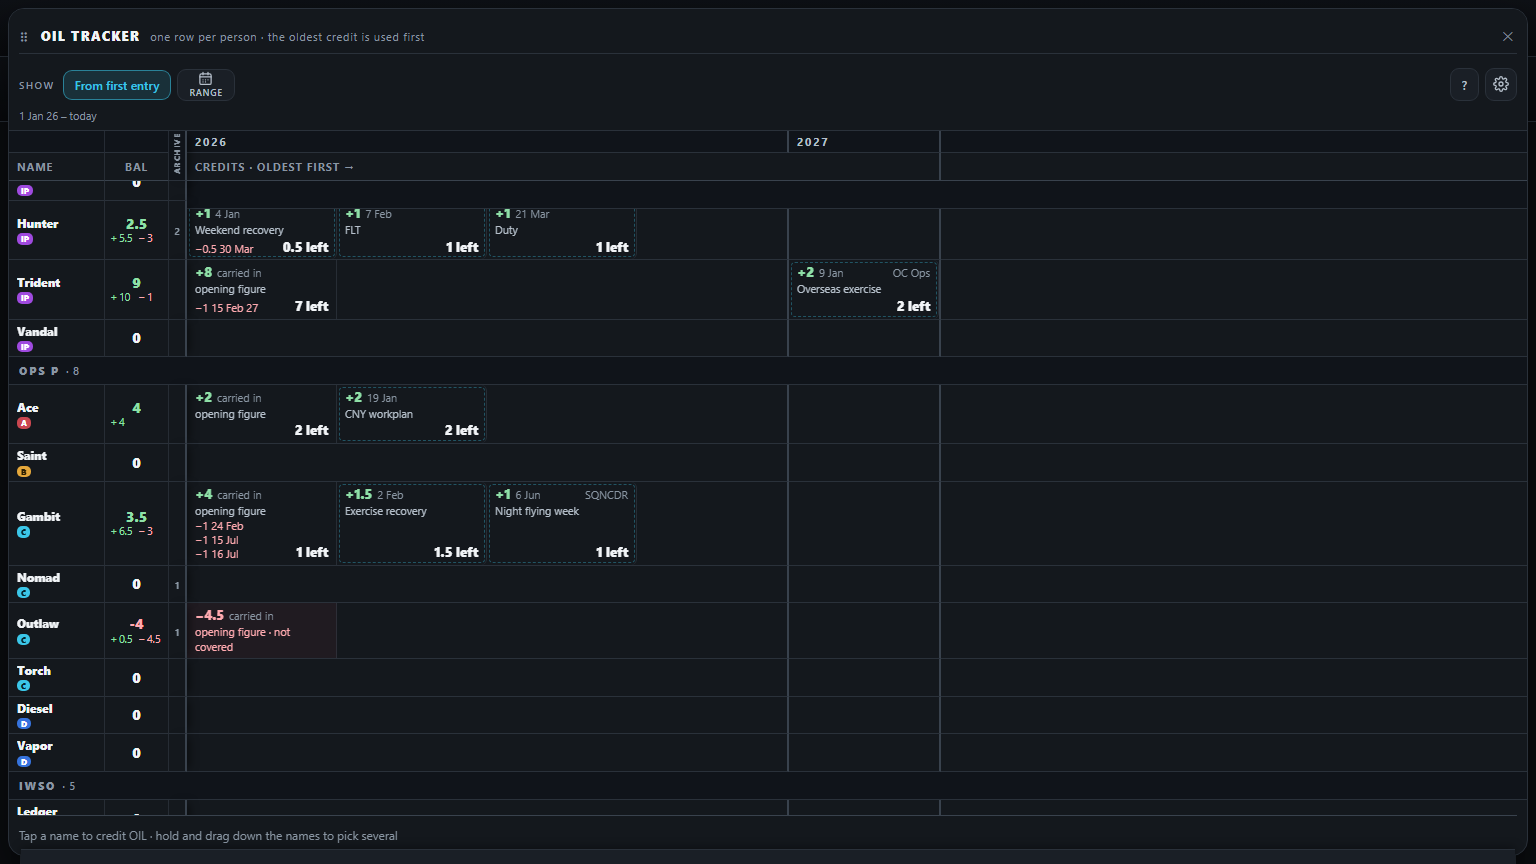 OIL TRACKER one row per person · the oldest credit is used first
SHOW From first entry RANGE ?
1 Jan 26 – today
ARCHIVE
2026 2027
NAME BAL CREDITS · OLDEST FIRST →
0
IP
Hunter 2.5 +5.5 −3 2
IP
+1 4 Jan
Weekend recovery
−0.5 30 Mar 0.5 left
+1 7 Feb
FLT
1 left
+1 21 Mar
Duty
1 left
Trident 9 +10 −1
IP
+8 carried in
opening figure
−1 15 Feb 27 7 left
+2 9 Jan OC Ops
Overseas exercise
2 left
Vandal 0
IP
OPS P · 8
Ace 4 +4
A
+2 carried in
opening figure
2 left
+2 19 Jan
CNY workplan
2 left
Saint 0
B
Gambit 3.5 +6.5 −3
C
+4 carried in
opening figure
−1 24 Feb
−1 15 Jul
−1 16 Jul 1 left
+1.5 2 Feb
Exercise recovery
1.5 left
+1 6 Jun SQNCDR
Night flying week
1 left
Nomad 0 1
C
Outlaw -4 +0.5 −4.5 1
C
−4.5 carried in
opening figure · not
covered
Torch 0
C
Diesel 0
D
Vapor 0
D
IWSO · 5
Ledger
Tap a name to credit OIL · hold and drag down the names to pick several